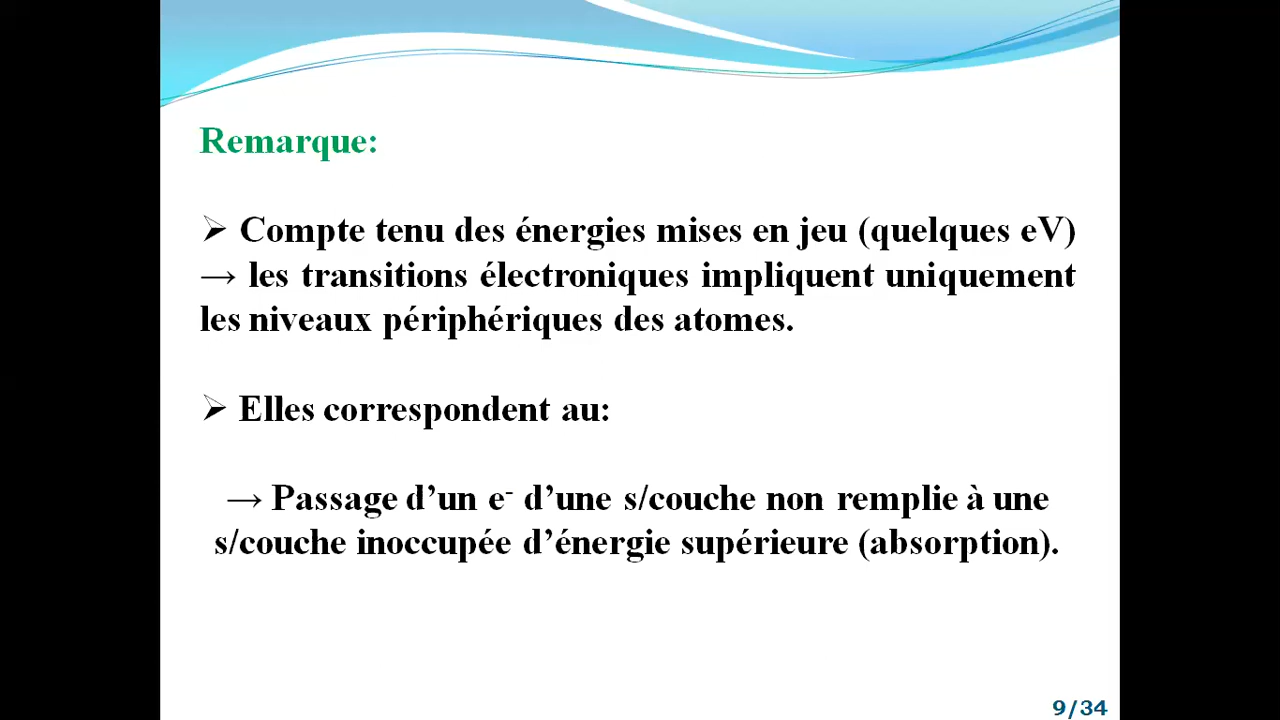 Remarque:
➢ Compte tenu des énergies mises en jeu (quelques eV)
→ les transitions électroniques impliquent uniquement
les niveaux périphériques des atomes.
➢ Elles correspondent au:
→ Passage d’un e⁻ d’une s/couche non remplie à une
s/couche inoccupée d’énergie supérieure (absorption).
9/34